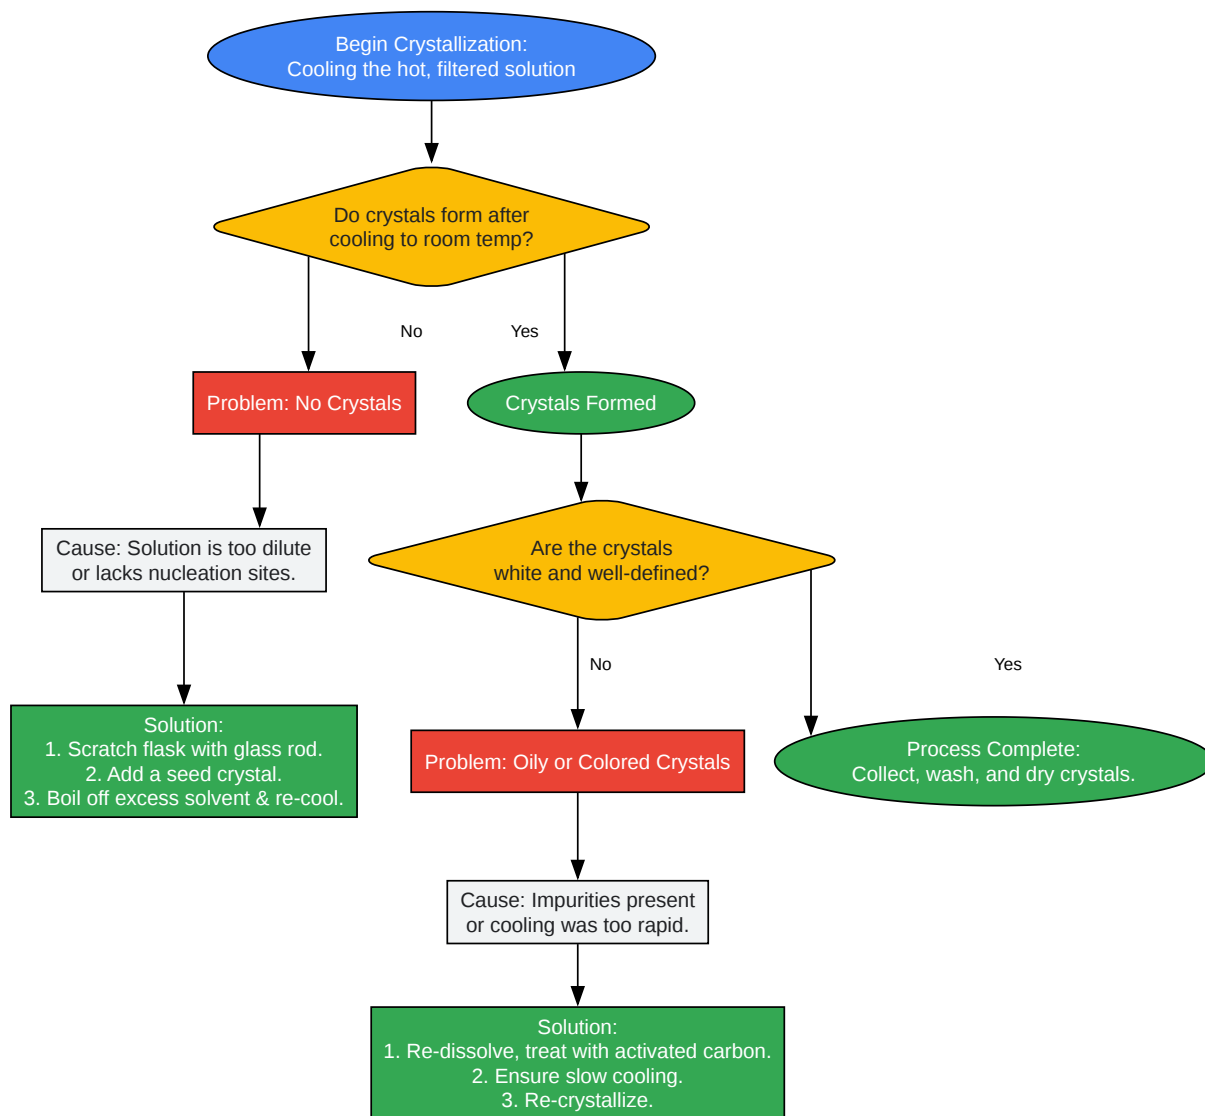 Begin Crystallization:
Cooling the hot, filtered solution
Do crystals form after
cooling to room temp?
No
Yes
Problem: No Crystals
Crystals Formed
Cause: Solution is too dilute
or lacks nucleation sites.
Are the crystals
white and well-defined?
No
Yes
Solution:
1. Scratch flask with glass rod.
2. Add a seed crystal.
3. Boil off excess solvent & re-cool.
Problem: Oily or Colored Crystals
Process Complete:
Collect, wash, and dry crystals.
Cause: Impurities present
or cooling was too rapid.
Solution:
1. Re-dissolve, treat with activated carbon.
2. Ensure slow cooling.
3. Re-crystallize.